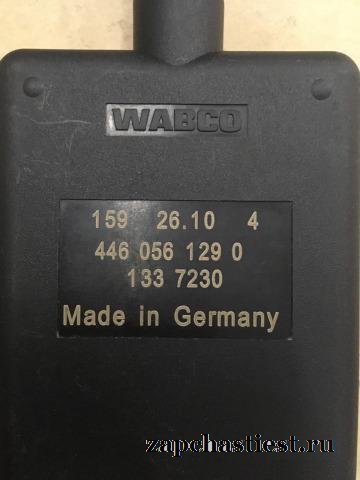 WABCO
159 26.10 4
446 056 129 0
133 7230
Made in Germany
zapchastiest.ru